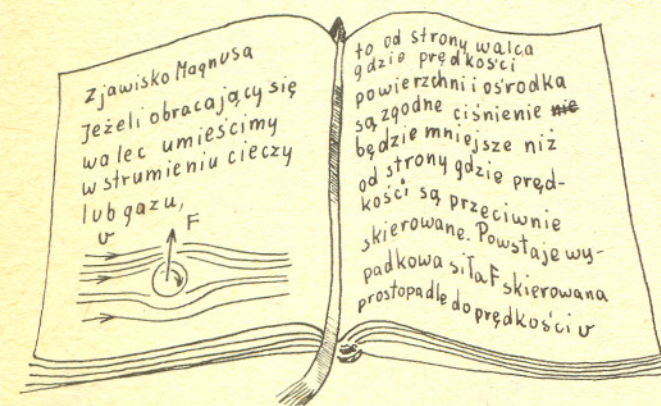 Zjawisko Magnusa
Jeżeli obracający się
walec umieścimy
w strumieniu cieczy
lub gazu,
v
F
to od strony walca
gdzie prędkości
powierzchni i ośrodka
są zgodne ciśnienie nie
będzie mniejsze niż
od strony gdzie pręd-
kości są przeciwnie
skierowane. Powstaje wy-
padkowa siła F skierowana
prostopadle do prędkości v